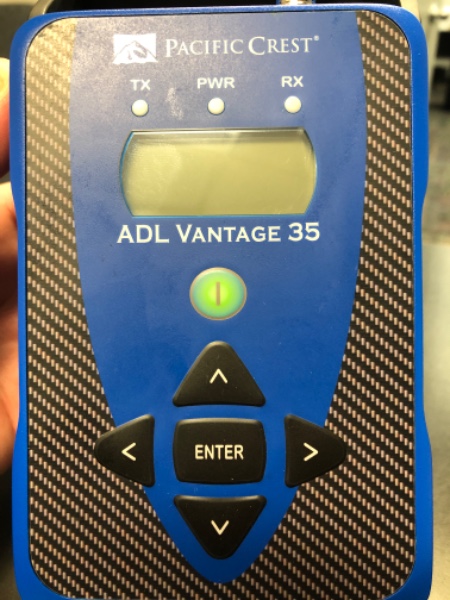 PACIFIC CREST®
TX PWR RX
ADL VANTAGE 35
ENTER